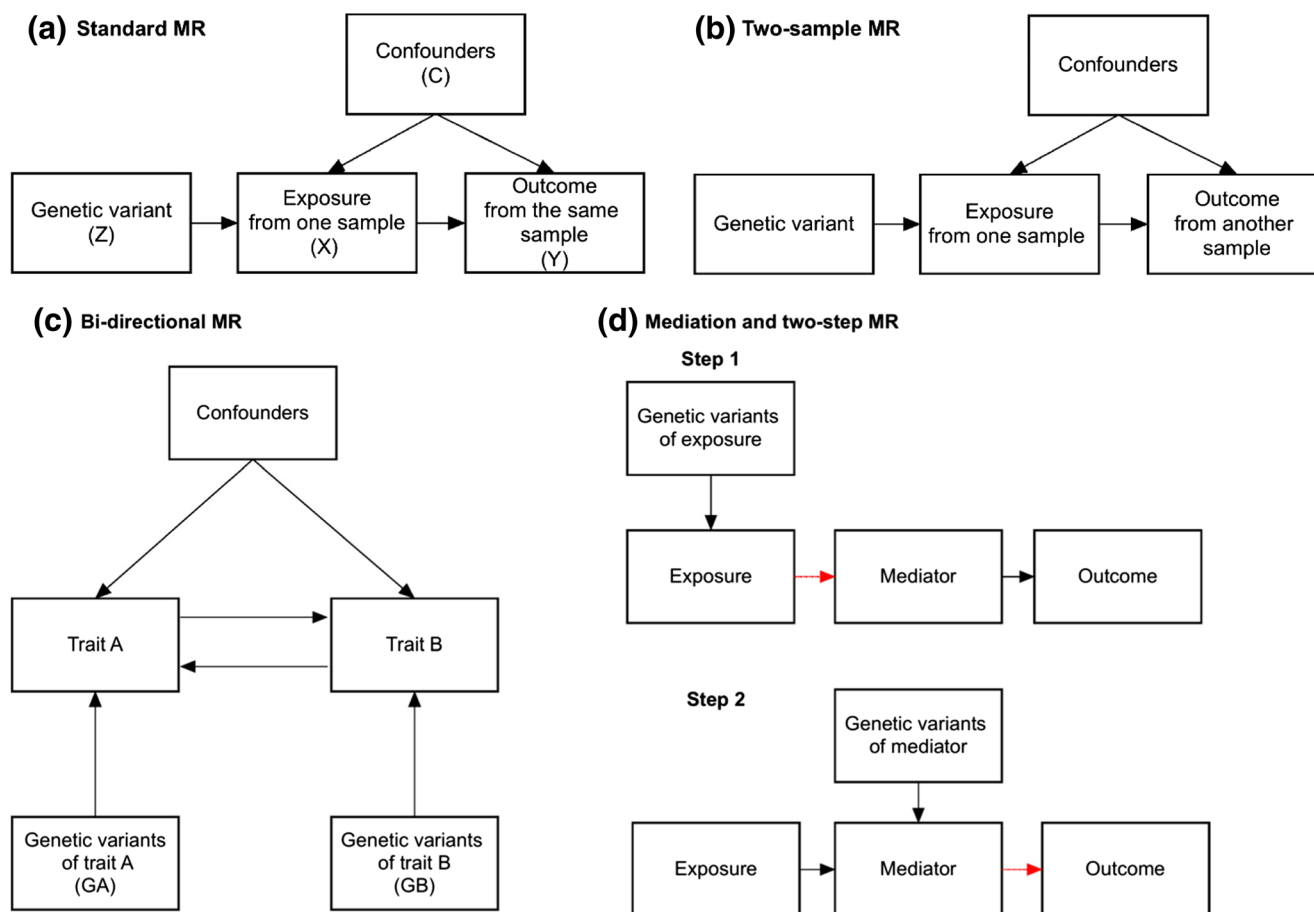 (a) Standard MR
Confounders
(C)
Genetic variant
(Z)
Exposure
from one sample
(X)
Outcome
from the same
sample
(Y)
(b) Two-sample MR
Confounders
Genetic variant
Exposure
from one sample
Outcome
from another
sample
(c) Bi-directional MR
Confounders
Trait A
Trait B
Genetic variants
of trait A
(GA)
Genetic variants
of trait B
(GB)
(d) Mediation and two-step MR
Step 1
Genetic variants
of exposure
Exposure
Mediator
Outcome
Step 2
Genetic variants
of mediator
Exposure
Mediator
Outcome